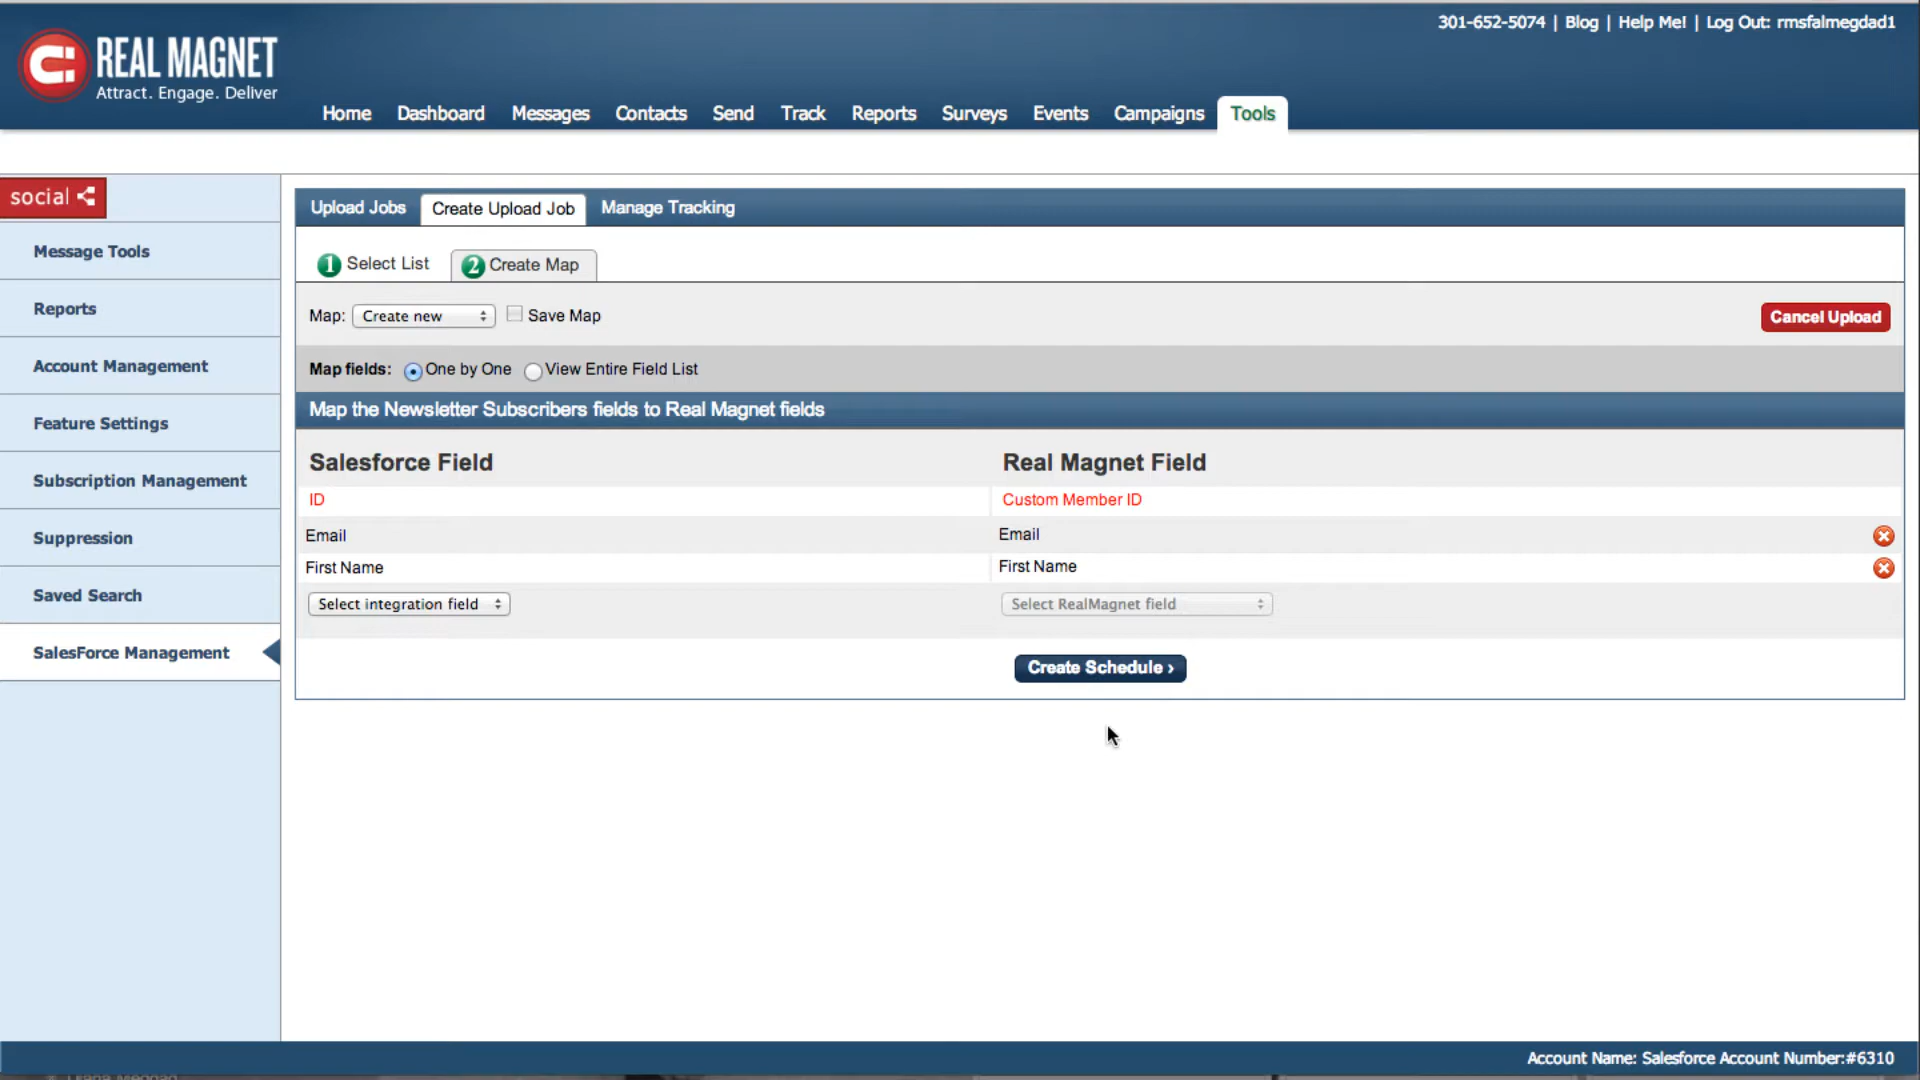 301-652-5074 | Blog | Help Me! | Log Out: rmsfalmegdad1
REAL MAGNET
Attract. Engage. Deliver
Home Dashboard Messages Contacts Send Track Reports Surveys Events Campaigns Tools
social
Message Tools
Reports
Account Management
Feature Settings
Subscription Management
Suppression
Saved Search
SalesForce Management
Upload Jobs Create Upload Job Manage Tracking
1 Select List 2 Create Map
Map: Create new Save Map Cancel Upload
Map fields: One by One View Entire Field List
Map the Newsletter Subscribers fields to Real Magnet fields
Salesforce Field Real Magnet Field
ID Custom Member ID
Email Email
First Name First Name
Select integration field Select RealMagnet field
Create Schedule ›
Account Name: Salesforce Account Number:#6310